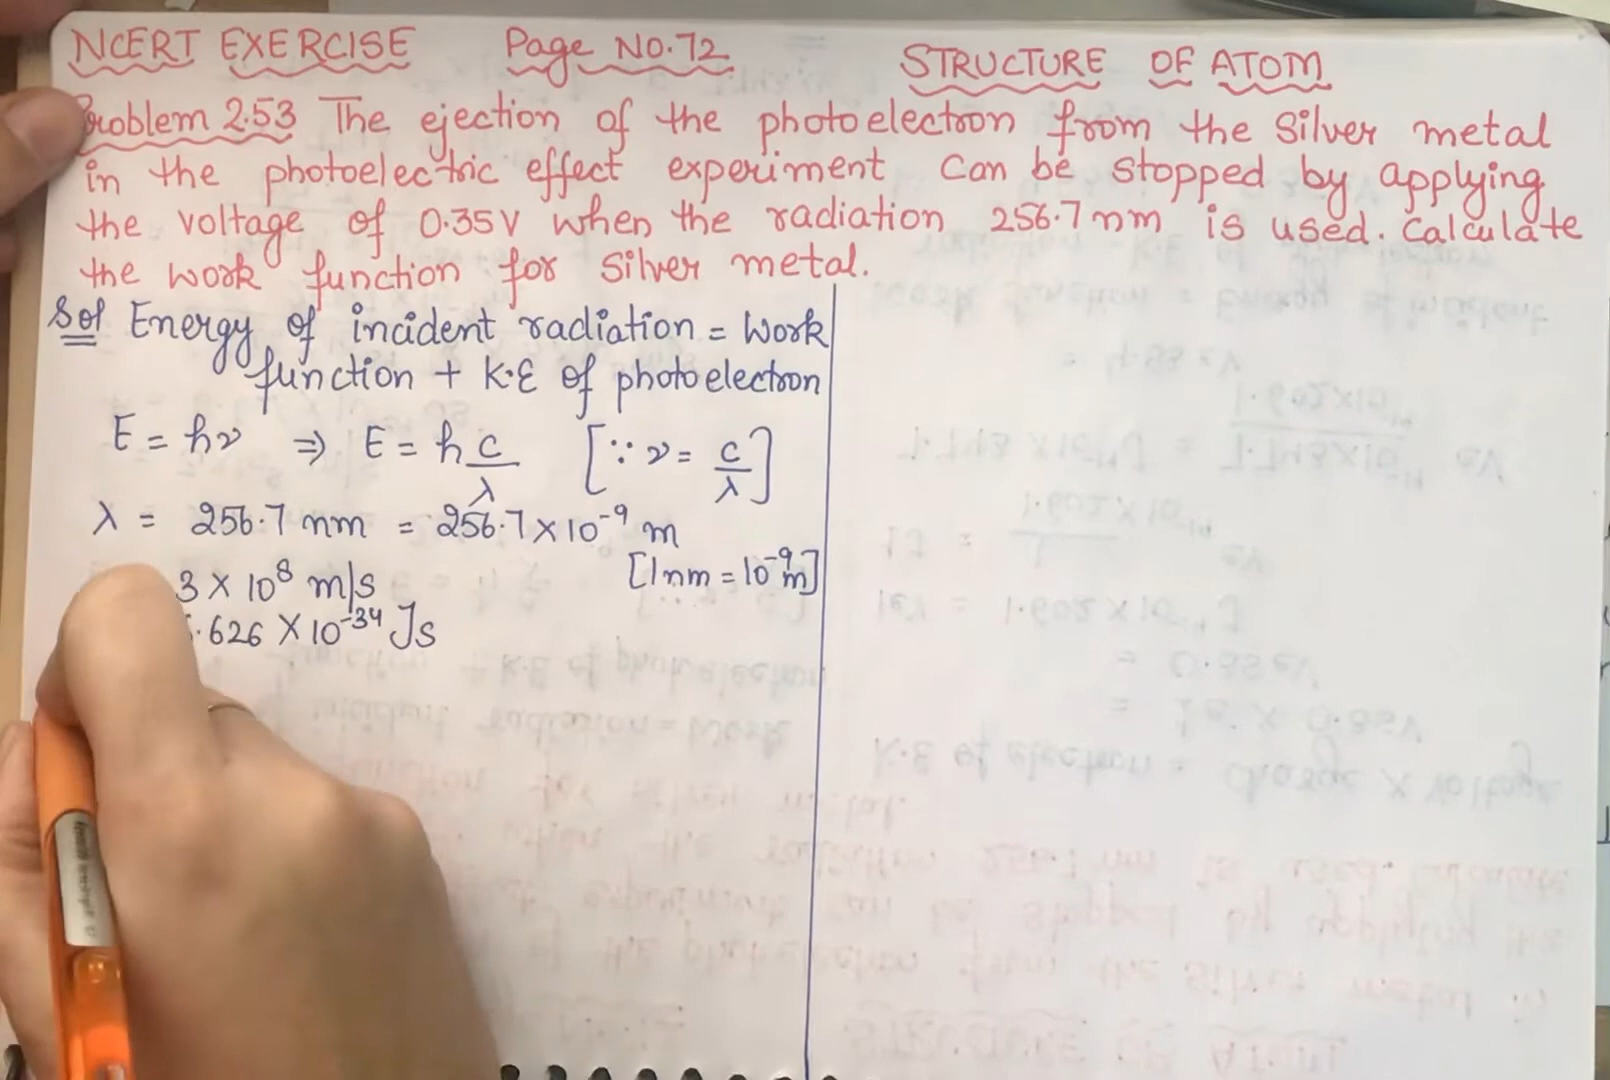 NCERT EXERCISE Page No.72 STRUCTURE OF ATOM
Problem 2.53 The ejection of the photoelectron from the silver metal
in the photoelectric effect experiment can be stopped by applying
the voltage of 0.35V when the radiation 256.7 nm is used. Calculate
the work function for silver metal.
Sol Energy of incident radiation = Work
function + K.E of photoelectron
E = hν ⇒ E = h c/λ [∵ ν = c/λ]
λ = 256.7 nm = 256.7 × 10⁻⁹ m
[1nm = 10⁻⁹m]
3 × 10⁸ m/s
.626 × 10⁻³⁴ Js